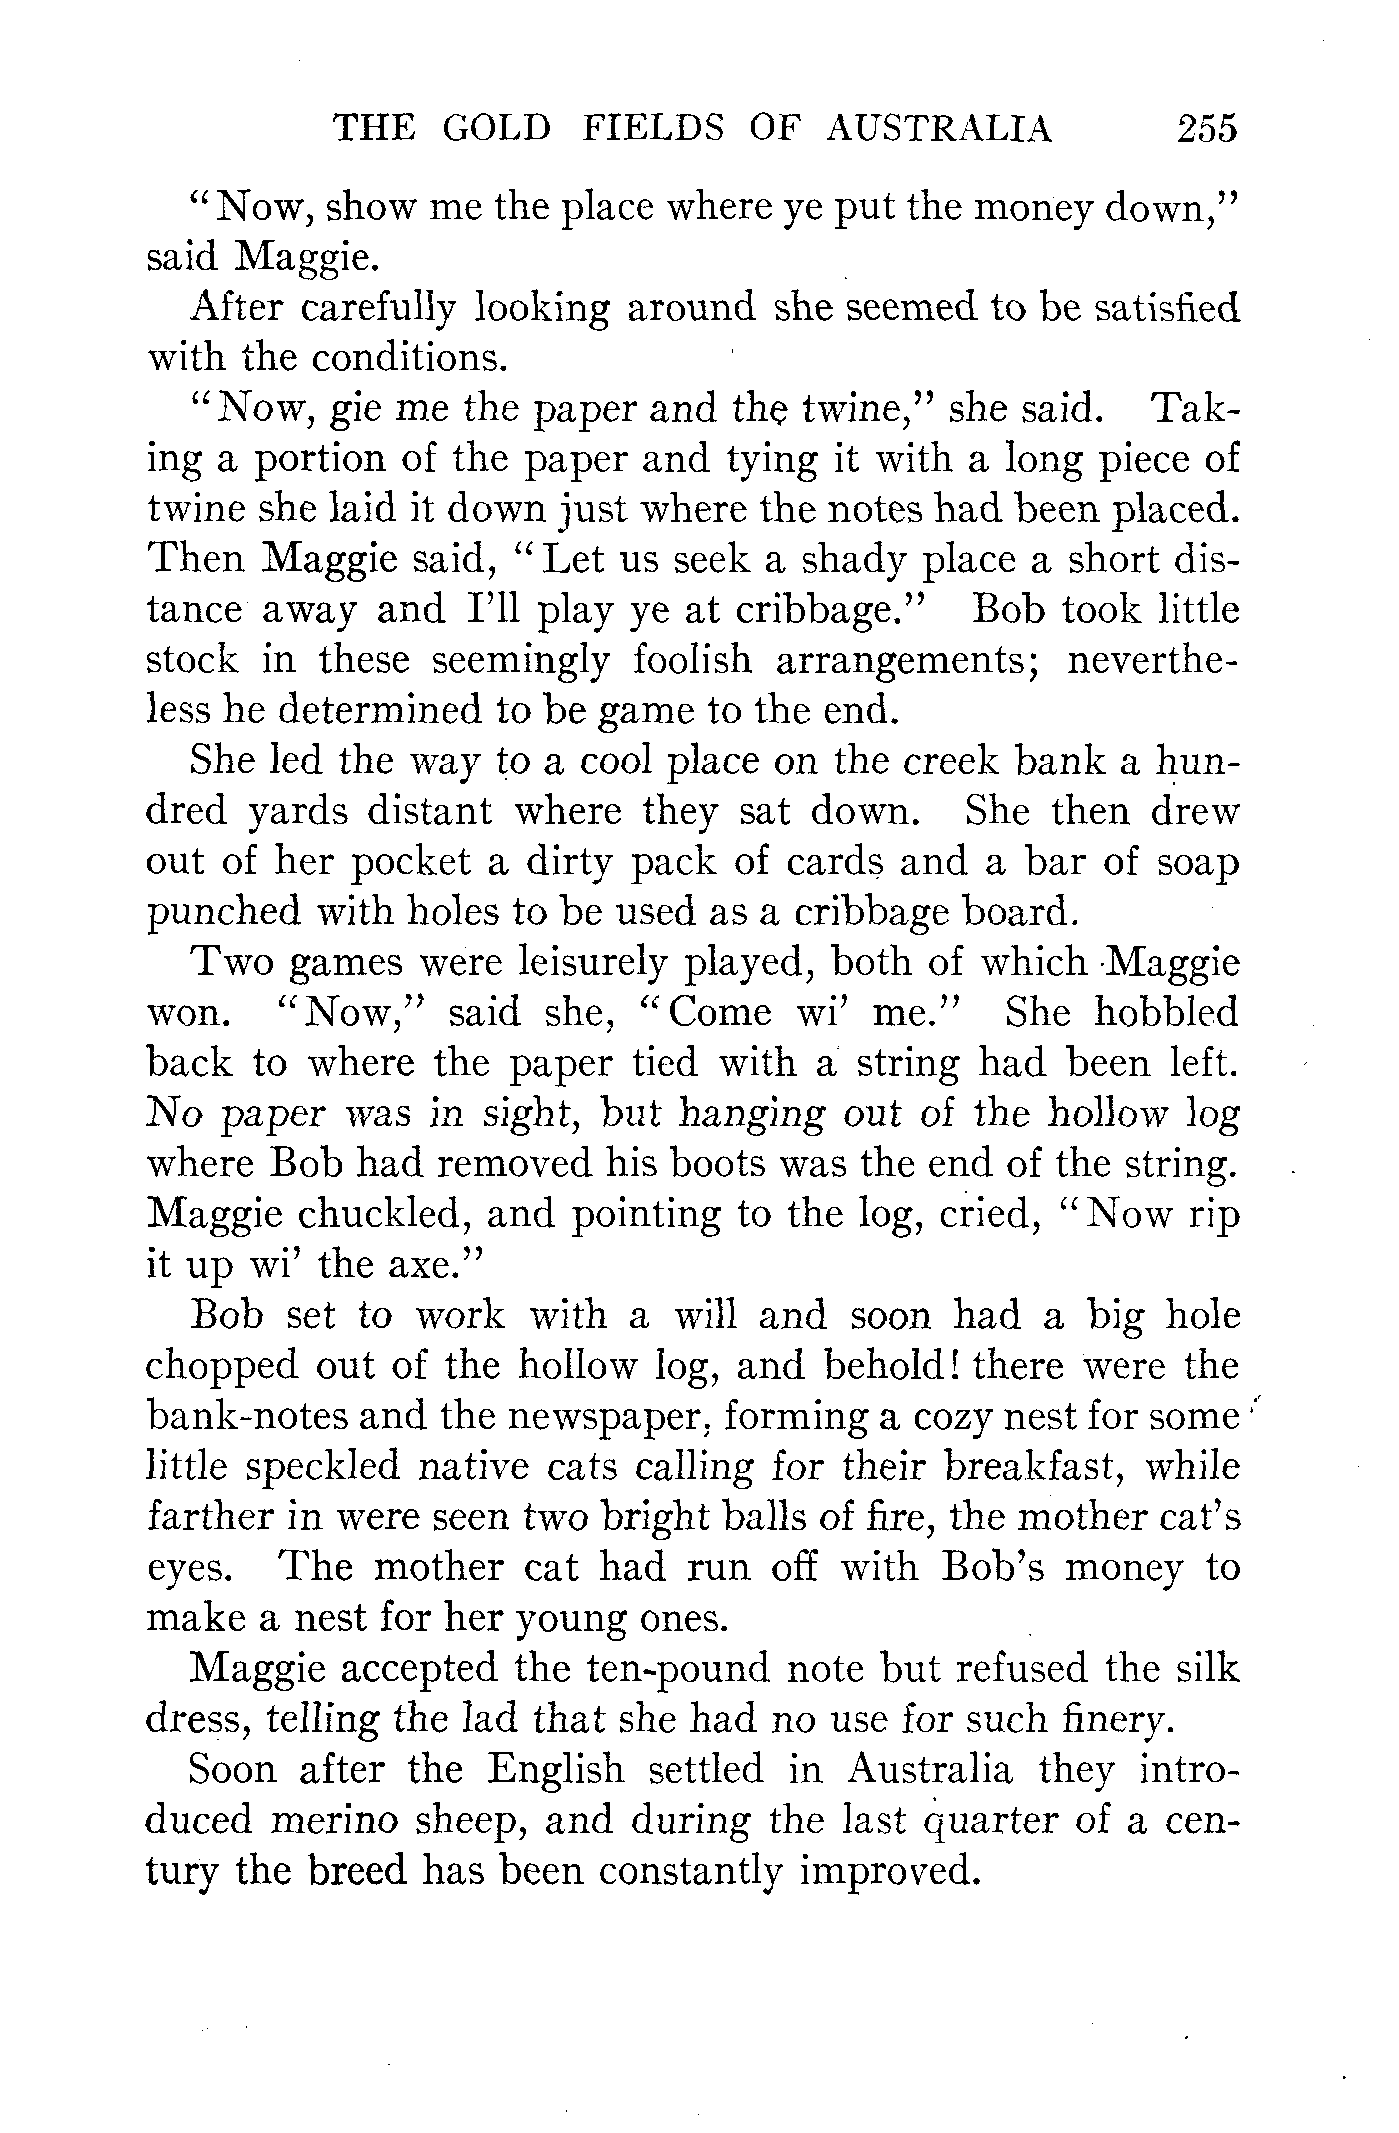 THE GOLD FIELDS OF AUSTRALIA 255
"Now, show me the place where ye put the money down,"
said Maggie.
After carefully looking around she seemed to be satisfied
with the conditions.
"Now, gie me the paper and the twine," she said. Tak-
ing a portion of the paper and tying it with a long piece of
twine she laid it down just where the notes had been placed.
Then Maggie said, "Let us seek a shady place a short dis-
tance away and I'll play ye at cribbage." Bob took little
stock in these seemingly foolish arrangements; neverthe-
less he determined to be game to the end.
She led the way to a cool place on the creek bank a hun-
dred yards distant where they sat down. She then drew
out of her pocket a dirty pack of cards and a bar of soap
punched with holes to be used as a cribbage board.
Two games were leisurely played, both of which Maggie
won. "Now," said she, "Come wi' me." She hobbled
back to where the paper tied with a string had been left.
No paper was in sight, but hanging out of the hollow log
where Bob had removed his boots was the end of the string.
Maggie chuckled, and pointing to the log, cried, "Now rip
it up wi' the axe."
Bob set to work with a will and soon had a big hole
chopped out of the hollow log, and behold! there were the
bank-notes and the newspaper, forming a cozy nest for some
little speckled native cats calling for their breakfast, while
farther in were seen two bright balls of fire, the mother cat's
eyes. The mother cat had run off with Bob's money to
make a nest for her young ones.
Maggie accepted the ten-pound note but refused the silk
dress, telling the lad that she had no use for such finery.
Soon after the English settled in Australia they intro-
duced merino sheep, and during the last quarter of a cen-
tury the breed has been constantly improved.